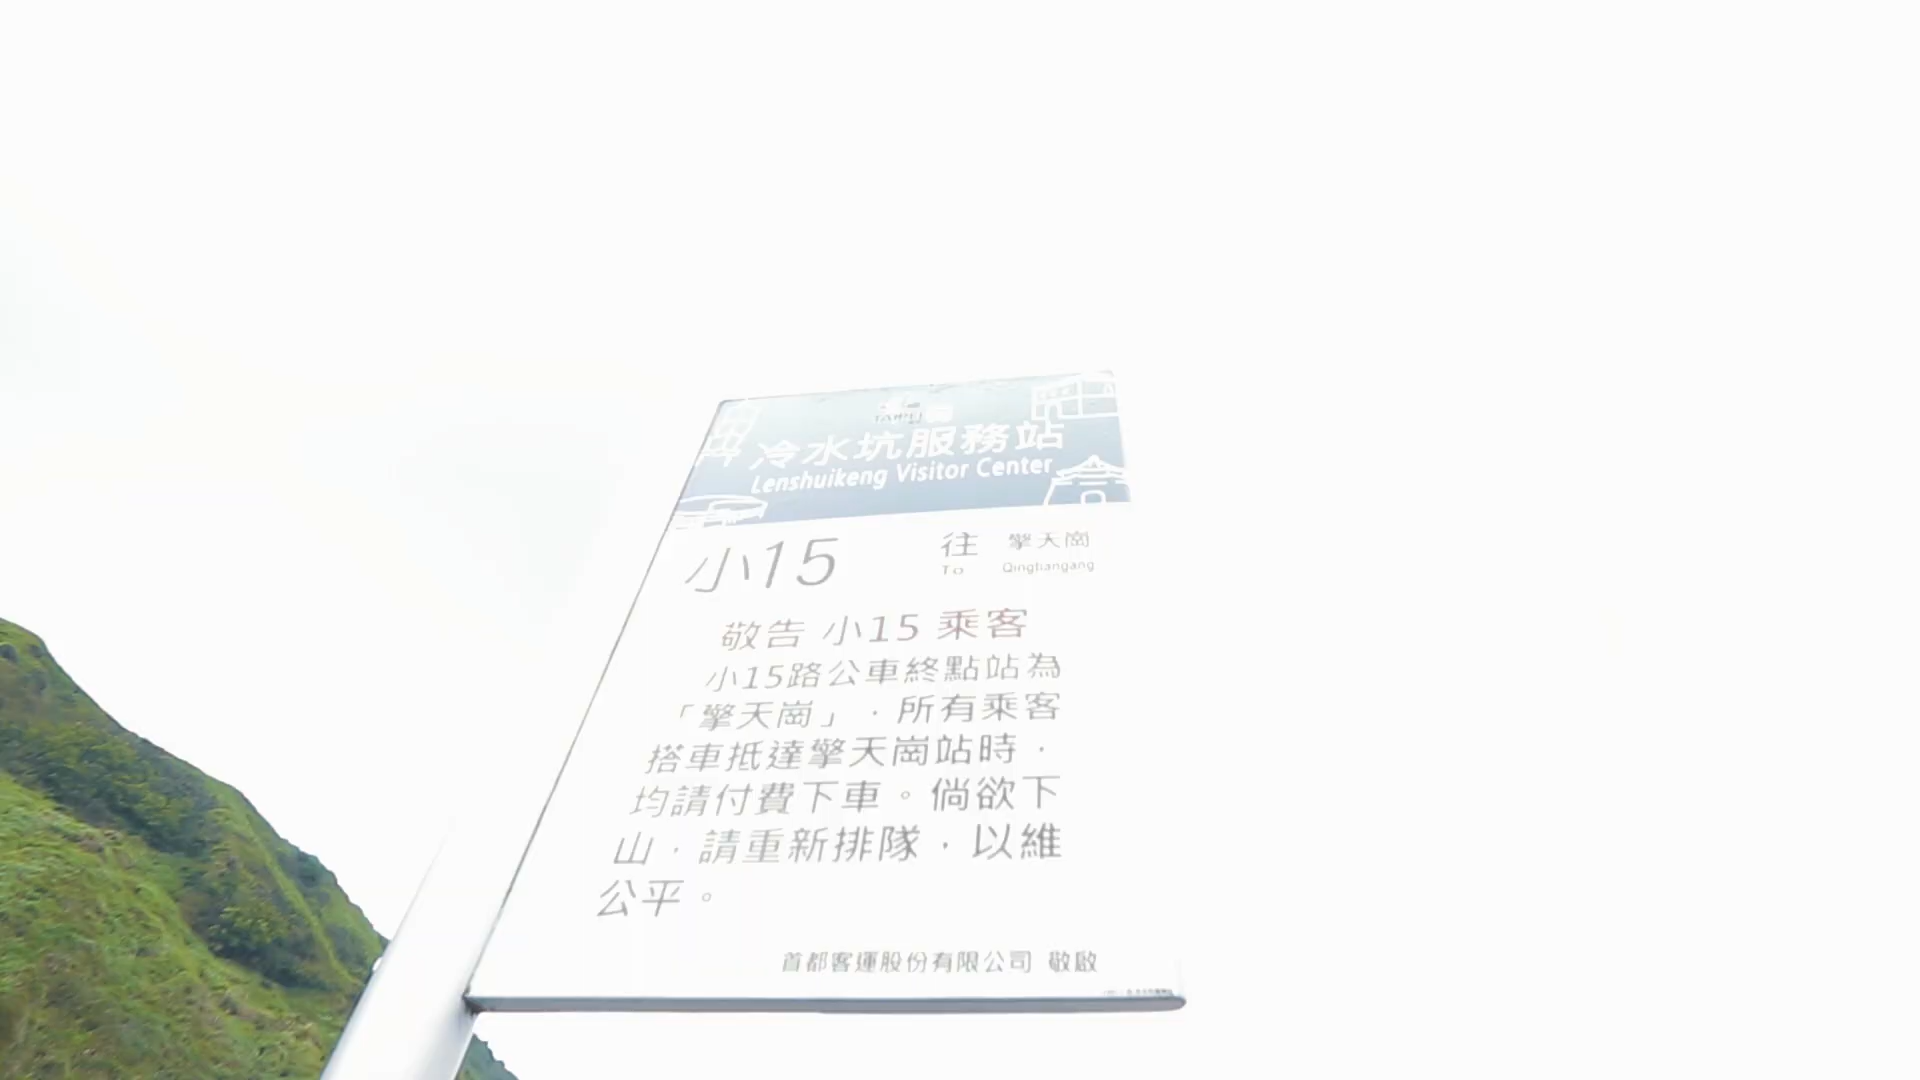 TAIPEI
冷水坑服務站
Lenshuikeng Visitor Center
小15 往 擎天崗
To Qingtiangang
敬告 小15 乘客
小15路公車終點站為
「擎天崗」，所有乘客
搭車抵達擎天崗站時，
均請付費下車。倘欲下
山，請重新排隊，以維
公平。
首都客運股份有限公司 敬啟